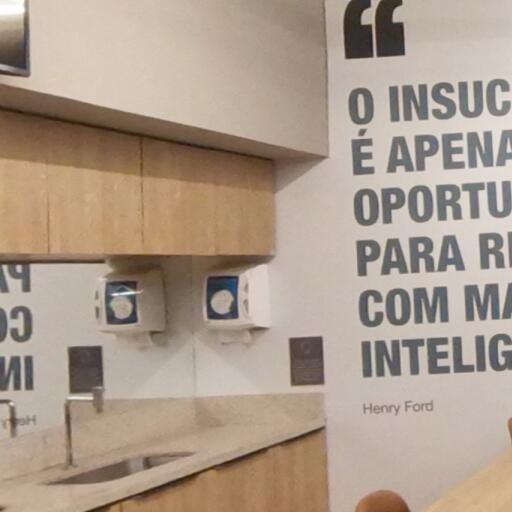 O INSUC
É APENA
OPORTU
PARA R
COM MA
INTELIG
Henry Ford